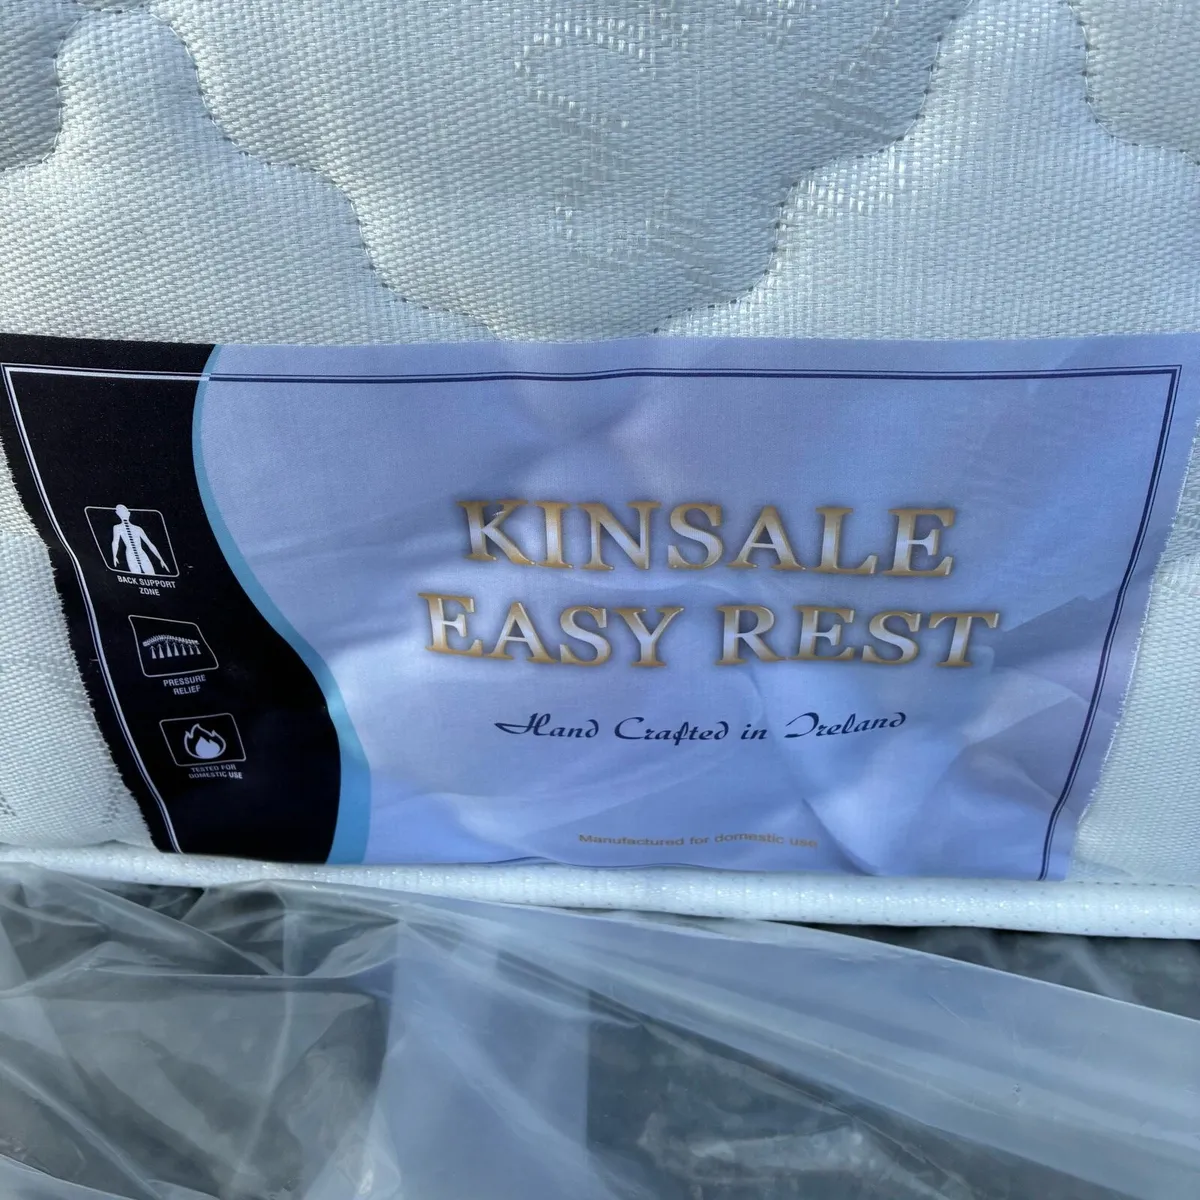 BACK SUPPORT
ZONE
PRESSURE
RELIEF
TESTED FOR
DOMESTIC USE
KINSALE
EASY REST
Hand Crafted in Ireland
Manufactured for domestic use